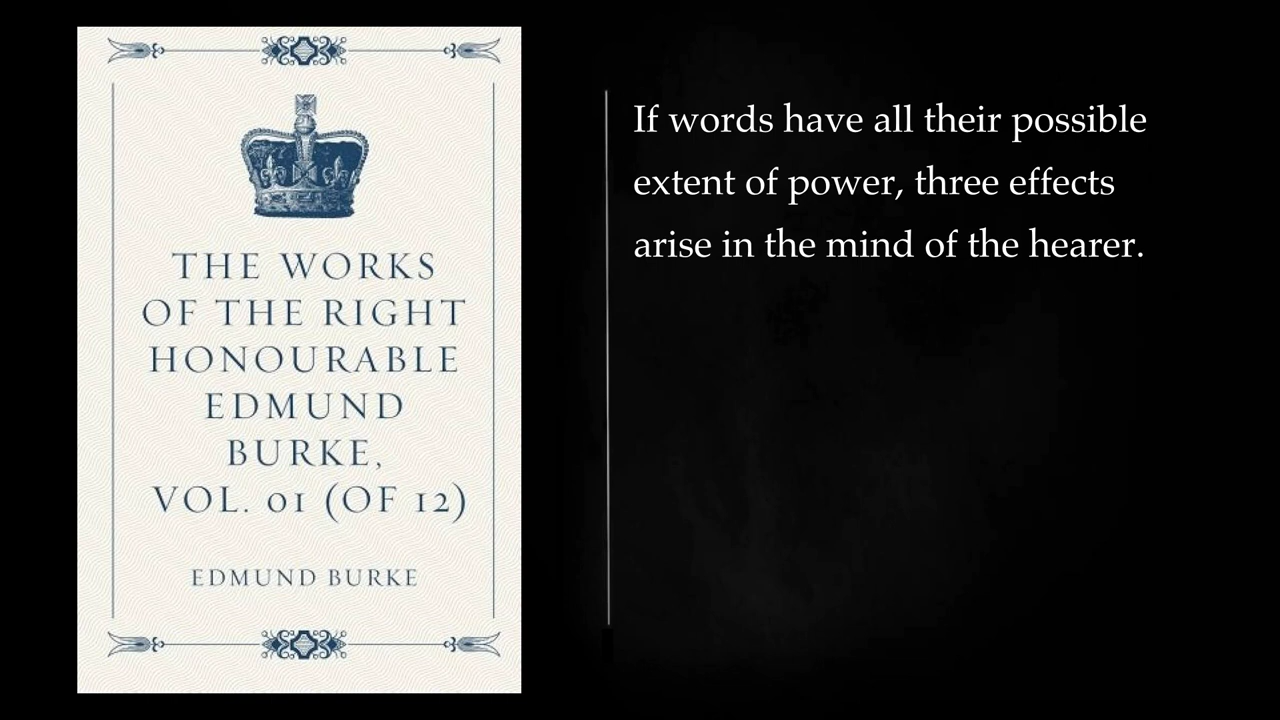 THE WORKS
OF THE RIGHT
HONOURABLE
EDMUND
BURKE,
VOL. 01 (OF 12)
EDMUND BURKE
If words have all their possible
extent of power, three effects
arise in the mind of the hearer.